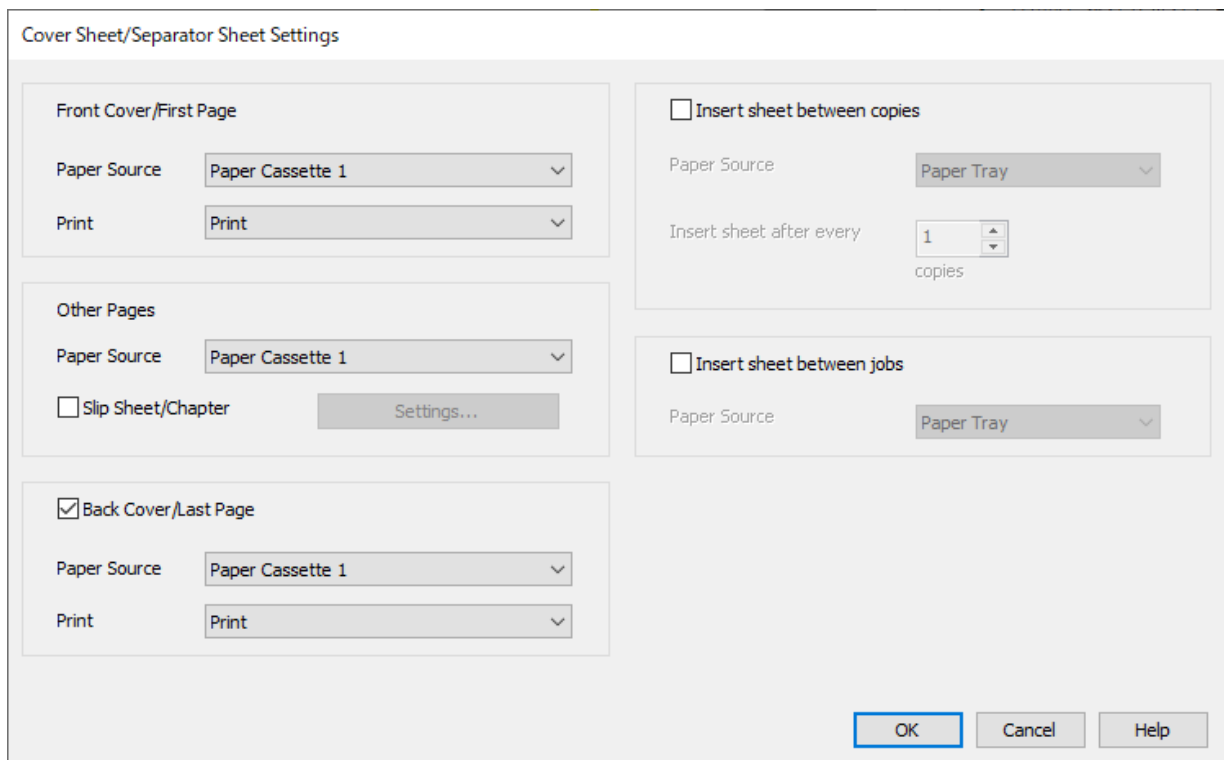 Cover Sheet/Separator Sheet Settings
Front Cover/First Page
Paper Source Paper Cassette 1
Print Print
Other Pages
Paper Source Paper Cassette 1
Slip Sheet/Chapter Settings...
Back Cover/Last Page
Paper Source Paper Cassette 1
Print Print
Insert sheet between copies
Paper Source Paper Tray
Insert sheet after every 1
copies
Insert sheet between jobs
Paper Source Paper Tray
OK Cancel Help